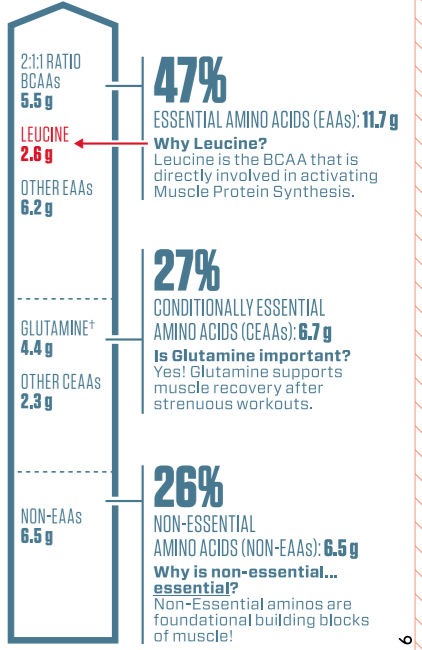 2:1:1 RATIO
BCAAs
5.5 g
LEUCINE
2.6 g
OTHER EAAs
6.2 g
47%
ESSENTIAL AMINO ACIDS (EAAs): 11.7 g
Why Leucine?
Leucine is the BCAA that is
directly involved in activating
Muscle Protein Synthesis.
GLUTAMINE†
4.4 g
OTHER CEAAs
2.3 g
27%
CONDITIONALLY ESSENTIAL
AMINO ACIDS (CEAAs): 6.7 g
Is Glutamine important?
Yes! Glutamine supports
muscle recovery after
strenuous workouts.
NON-EAAs
6.5 g
26%
NON-ESSENTIAL
AMINO ACIDS (NON-EAAs): 6.5 g
Why is non-essential...
essential?
Non-Essential aminos are
foundational building blocks
of muscle!
6